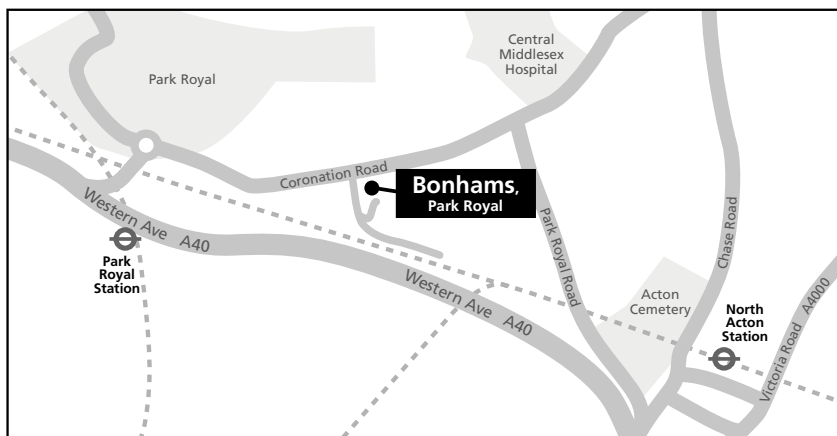 Central
Middlesex
Hospital
Park Royal
Coronation Road
Bonhams,
Park Royal
Western Ave A40
Park
Royal
Station
Park Royal Road
Chase Road
Western Ave A40
Acton
Cemetery
North
Acton
Station
Victoria Road A4000